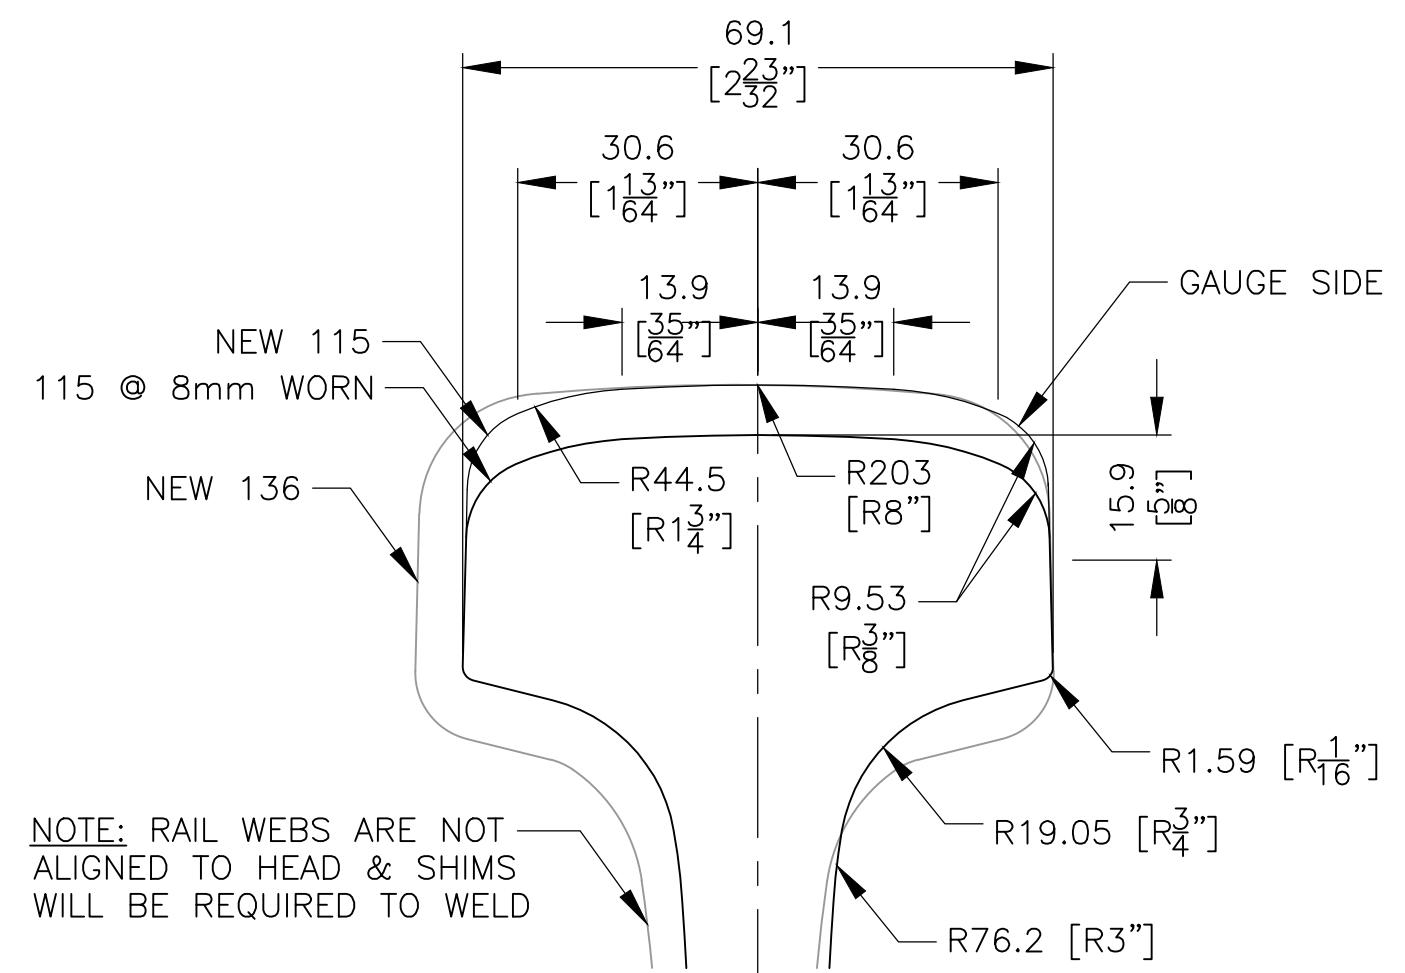 69.1
[2 23/32"]
30.6
[1 13/64"]
30.6
[1 13/64"]
13.9
[35/64"]
13.9
[35/64"]
GAUGE SIDE
NEW 115
115 @ 8mm WORN
NEW 136
R44.5
[R1 3/4"]
R203
[R8"]
15.9
[5/8"]
R9.53
[R3/8"]
R1.59 [R1/16"]
R19.05 [R3/4"]
R76.2 [R3"]
NOTE: RAIL WEBS ARE NOT
ALIGNED TO HEAD & SHIMS
WILL BE REQUIRED TO WELD